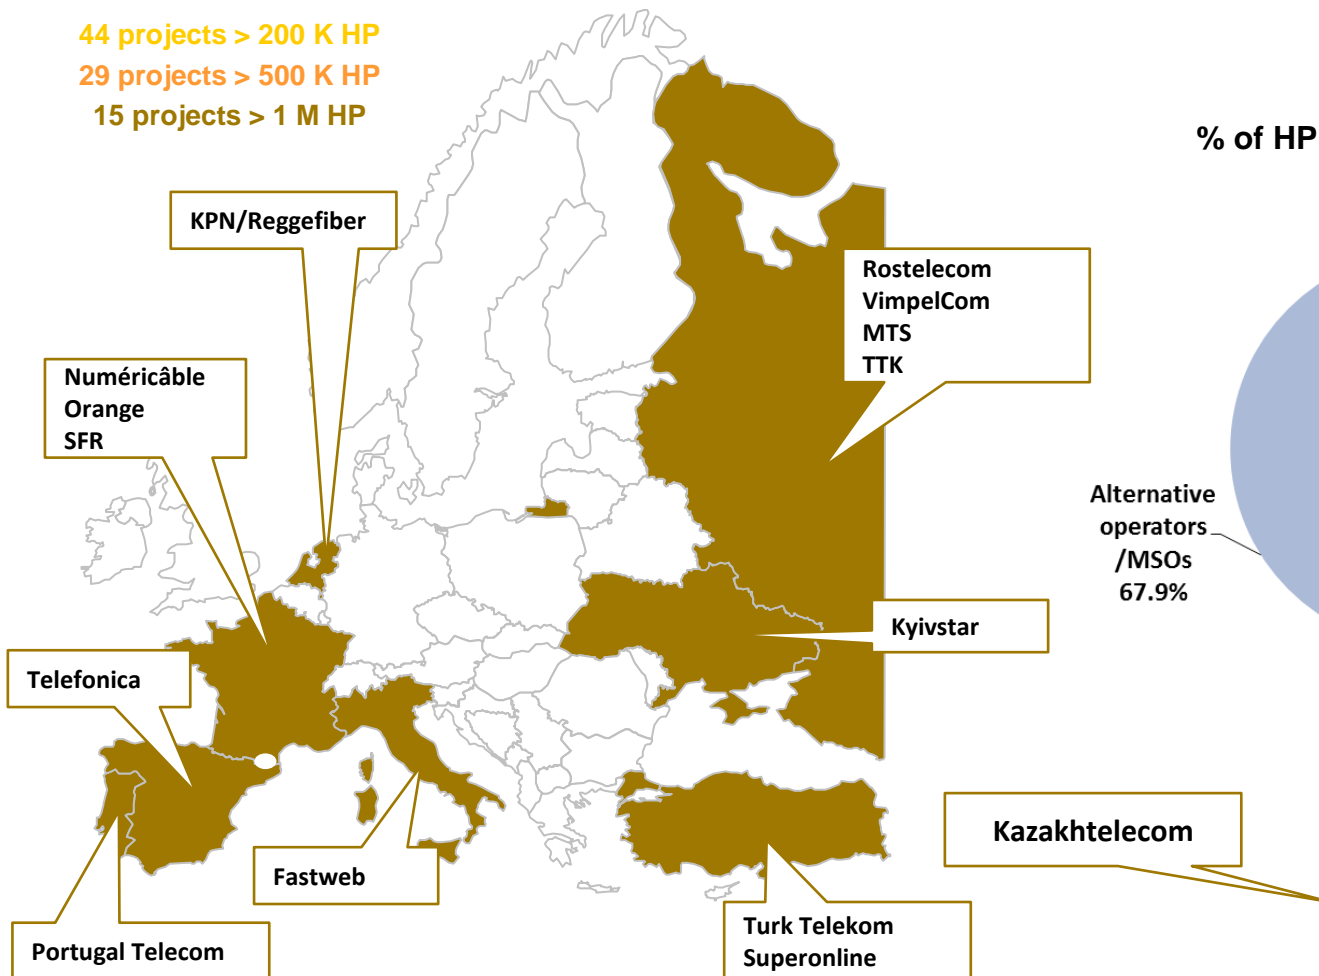 44 projects > 200 K HP
29 projects > 500 K HP
15 projects > 1 M HP
% of HP
KPN/Reggefiber
Rostelecom
VimpelCom
MTS
TTK
Numéricâble
Orange
SFR
Alternative
operators
/MSOs
67.9%
Kyivstar
Telefonica
Kazakhtelecom
Fastweb
Turk Telekom
Superonline
Portugal Telecom